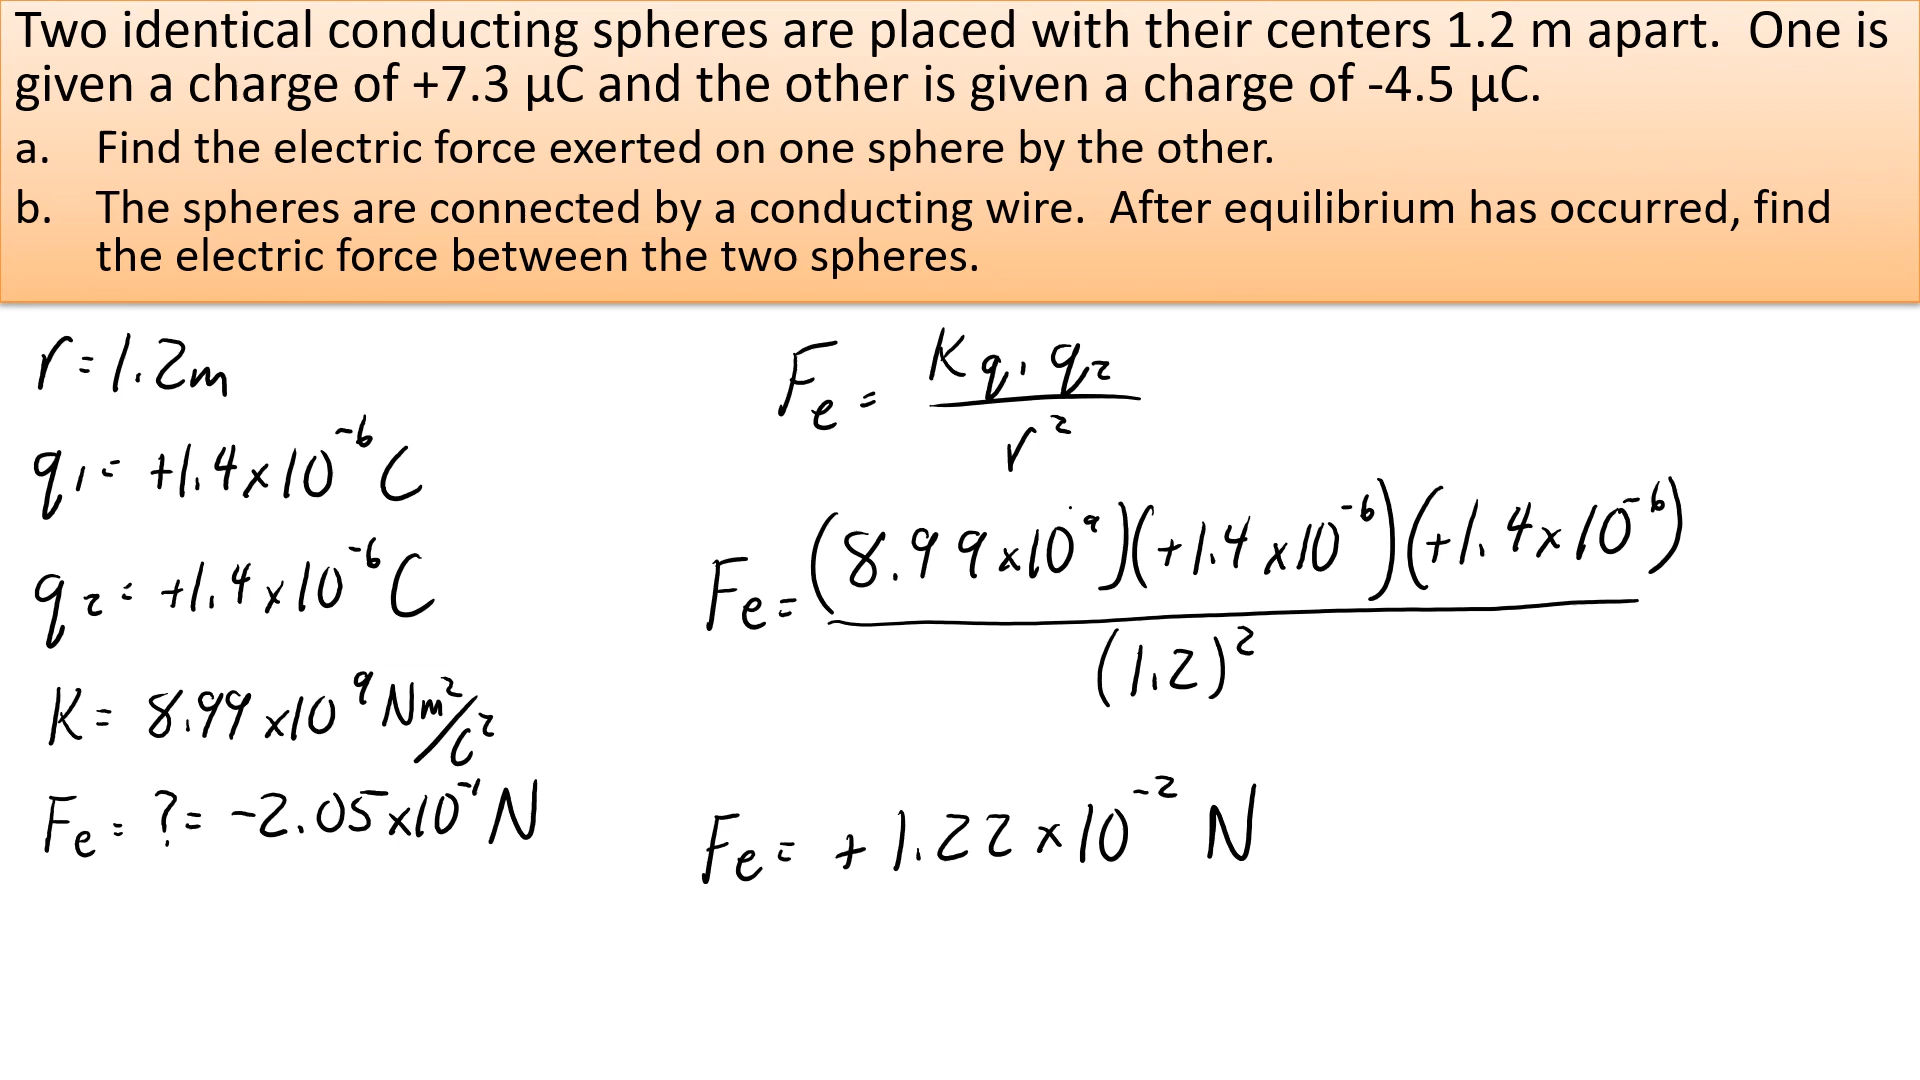 Two identical conducting spheres are placed with their centers 1.2 m apart. One is
given a charge of +7.3 μC and the other is given a charge of -4.5 μC.
a. Find the electric force exerted on one sphere by the other.
b. The spheres are connected by a conducting wire. After equilibrium has occurred, find
the electric force between the two spheres.
r = 1.2m
q₁ = +1.4x10⁻⁶ C
q₂ = +1.4x10⁻⁶ C
K = 8.99x10⁹ Nm²/C²
Fe = ? = -2.05x10⁻¹ N
Fe = Kq₁q₂ / r²
Fe = (8.99x10⁹)(+1.4x10⁻⁶)(+1.4x10⁻⁶) / (1.2)²
Fe = +1.22x10⁻² N